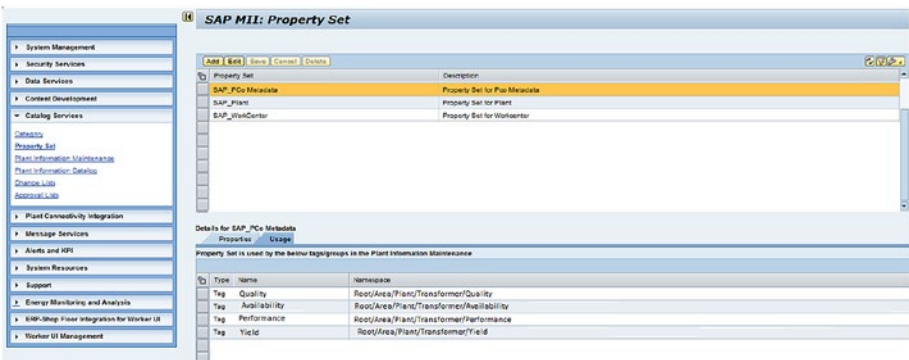 SAP MII: Property Set
System Management
Security Services
Data Services
Content Development
Catalog Services
Category
Property Set
Plant Information Maintenance
Plant Information Catalog
Change Lists
Approval Lists
Plant Connectivity Integration
Message Services
Alerts and KPI
System Resources
Support
Energy Monitoring and Analysis
ERP-Shop Floor Integration for Worker UI
Worker UI Management
Add Edit Save Cancel Delete
Property Set Description
SAP_PCo Metadata Property Set for Pco Metadata
SAP_Plant Property Set for Plant
SAP_WorkCenter Property Set for Workcenter
Details for SAP_PCo Metadata
Properties Usage
Property Set is used by the below tags/groups in the Plant Information Maintenance
Type Name Namespace
Tag Quality Root/Area/Plant/Transformer/Quality
Tag Availability Root/Area/Plant/Transformer/Availability
Tag Performance Root/Area/Plant/Transformer/Performance
Tag Yield Root/Area/Plant/Transformer/Yield